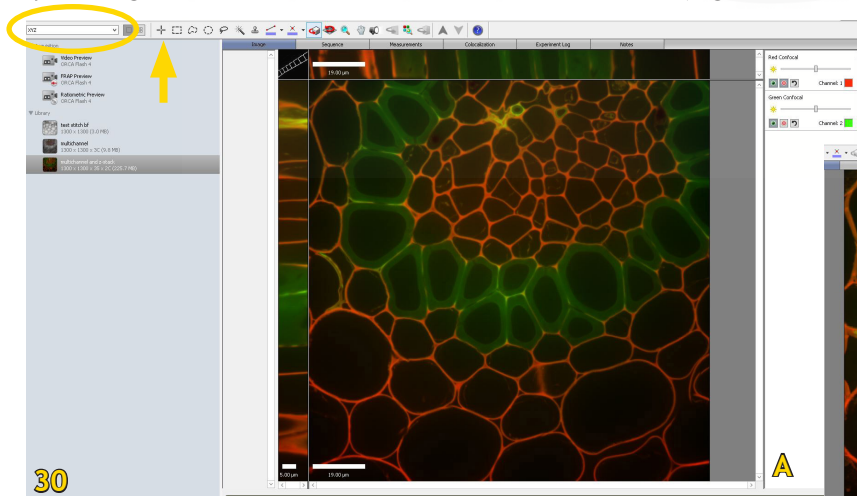 XYZ
Image
Sequence
Measurements
Colocalization
Experiment Log
Notes
Video Preview
ORCA Flash 4
FRAP Preview
ORCA Flash 4
Ratiometric Preview
ORCA Flash 4
Library
test stitch bf
1300 x 1300 (5.0 MB)
multichannel
1300 x 1300 x 3C (9.8 MB)
multichannel and z-stack
1300 x 1300 x 35 x 2C (225.7 MB)
19.00 µm
Red Confocal
Channel: 1
Green Confocal
Channel: 2
5.00 µm
19.00 µm
30
A